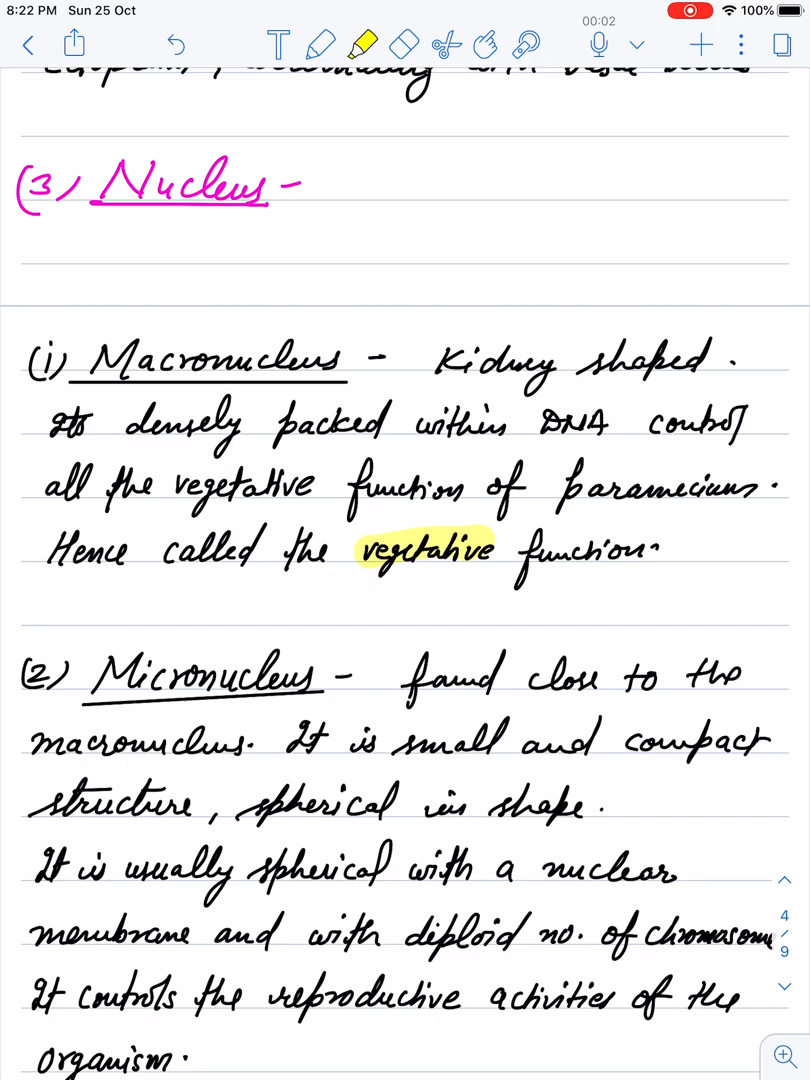 8:22 PM Sun 25 Oct 100%
00:02
T
(3) Nucleus -
(i) Macronucleus - Kidney shaped.
densely packed within DNA control
all the vegetative function of paramecium.
Hence called the vegetative function.
(2) Micronucleus - found close to the
macronucleus. It is small and compact
structure, spherical in shape.
It is usually spherical with a nuclear
membrane and with diploid no. of chromosome
It controls the reproductive activities of the
organism.
4
/
9